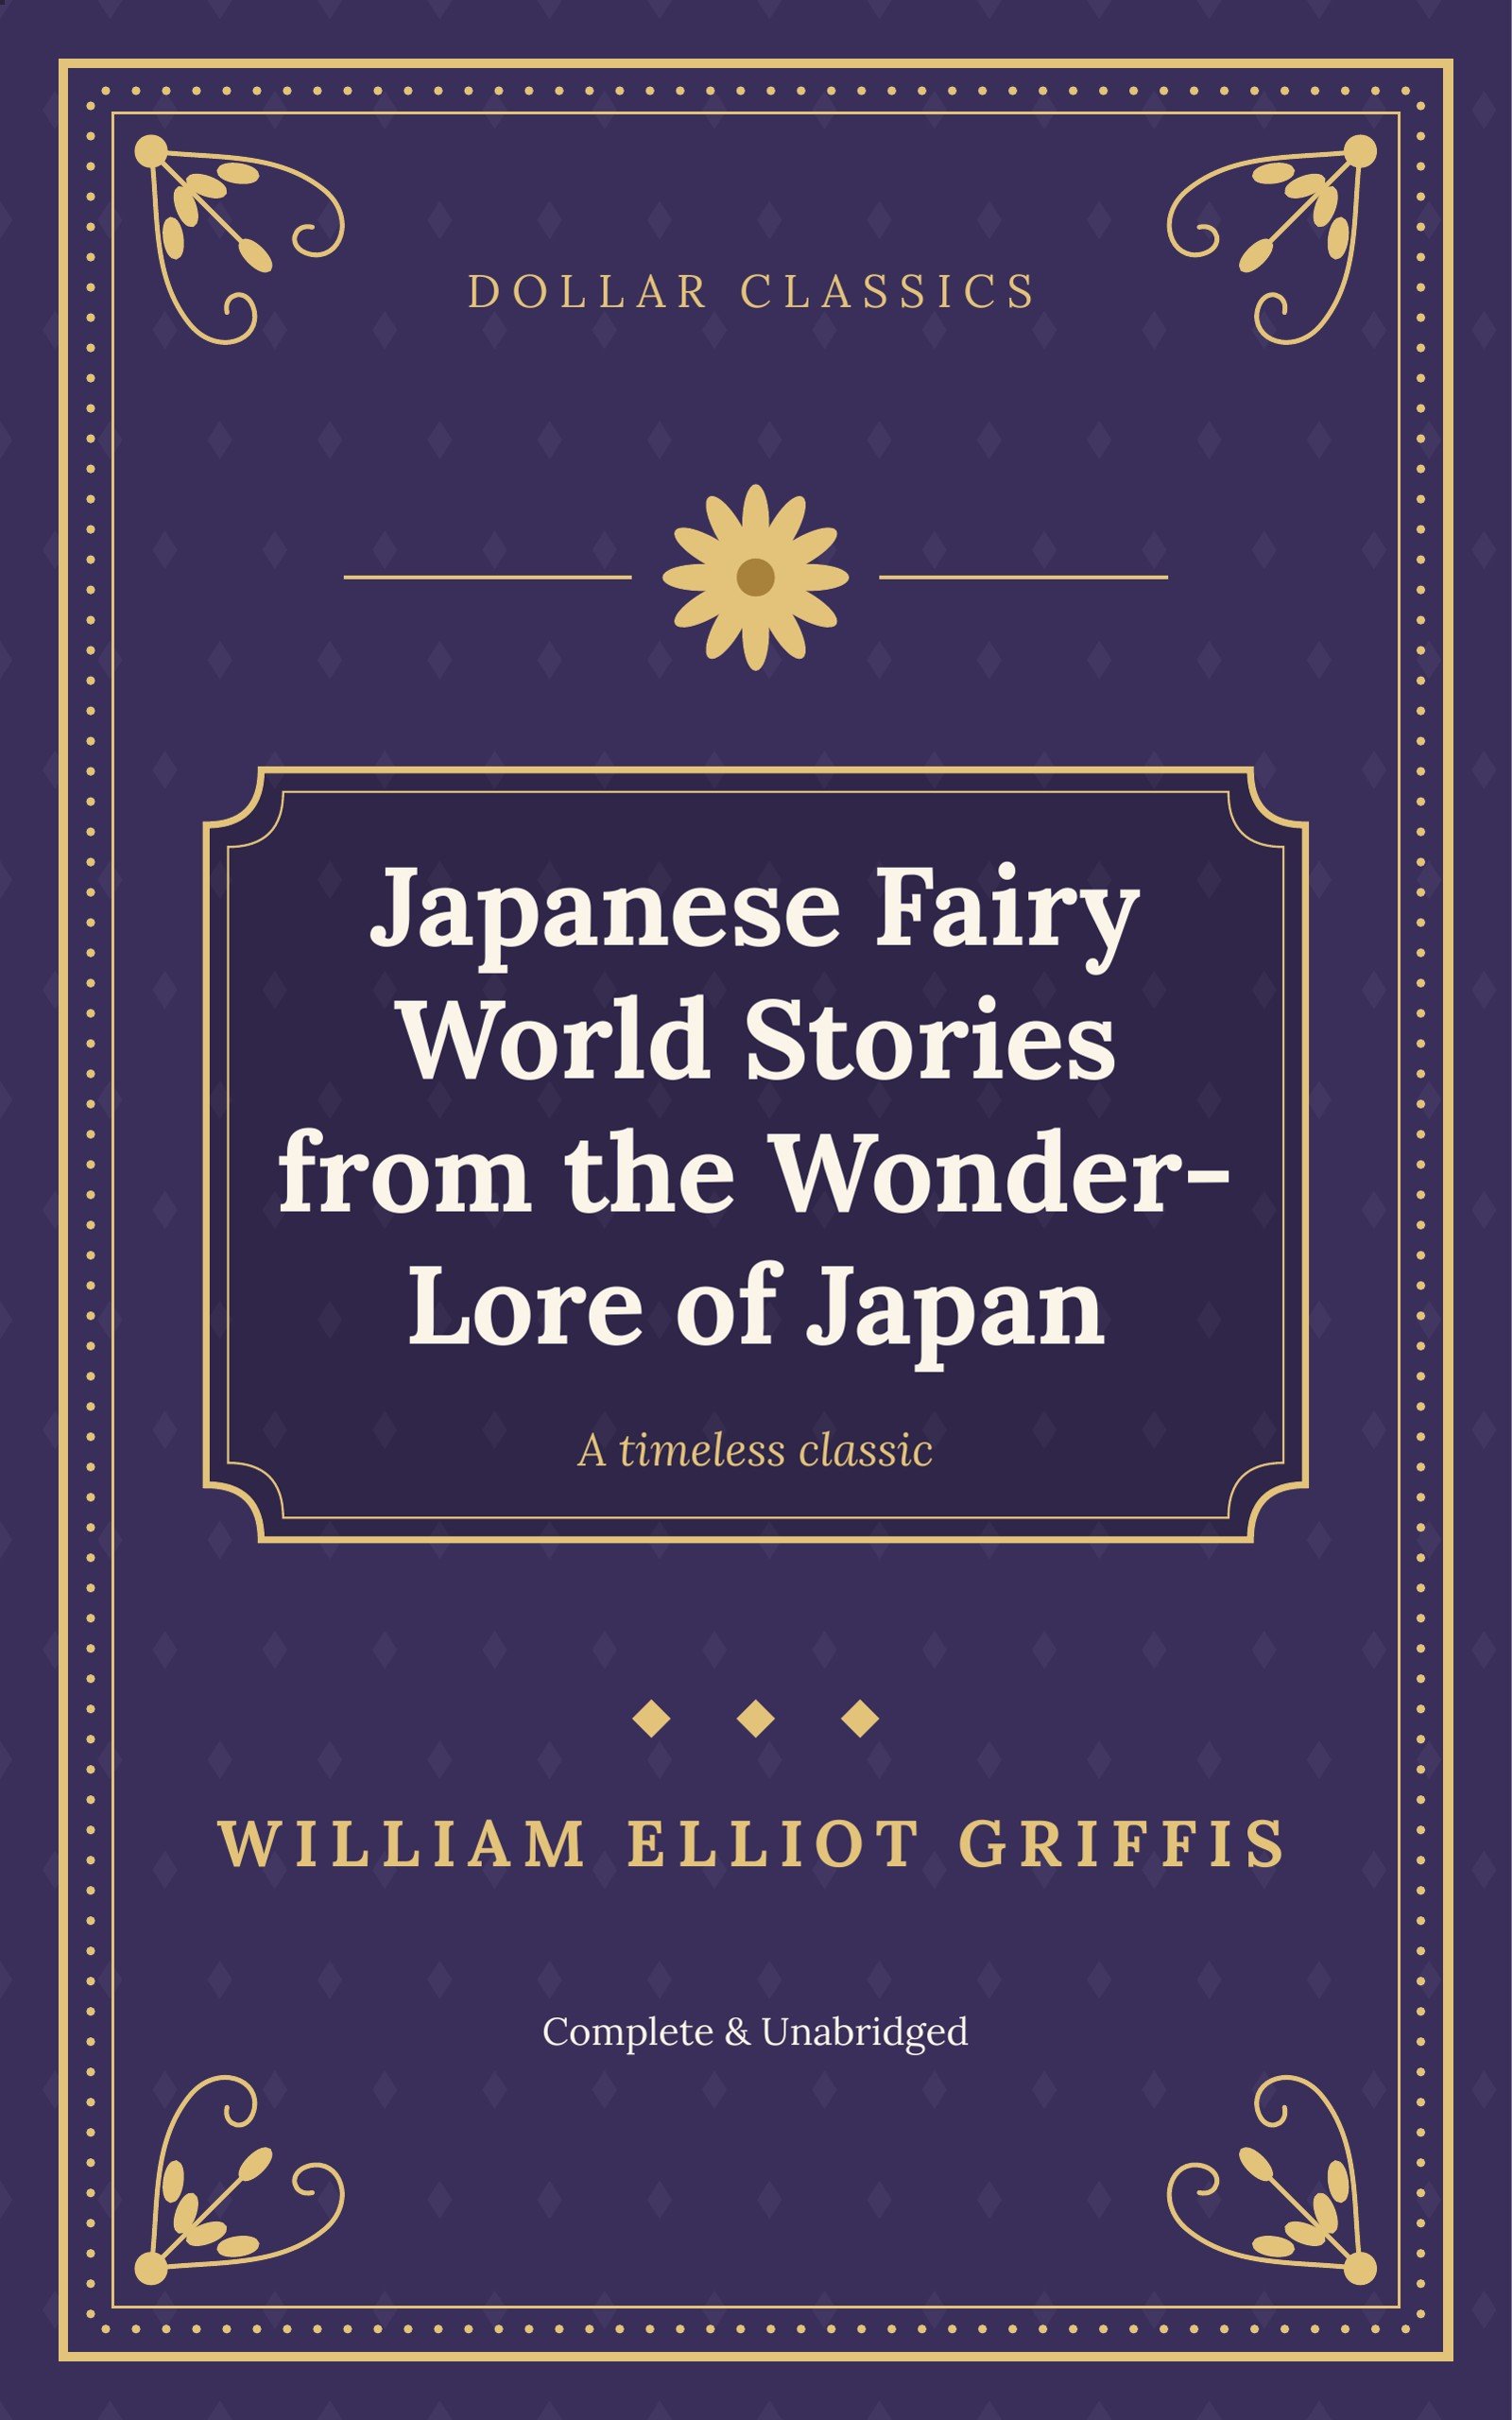 DOLLAR CLASSICS
Japanese Fairy
World Stories
from the Wonder-
Lore of Japan
A timeless classic
WILLIAM ELLIOT GRIFFIS
Complete & Unabridged